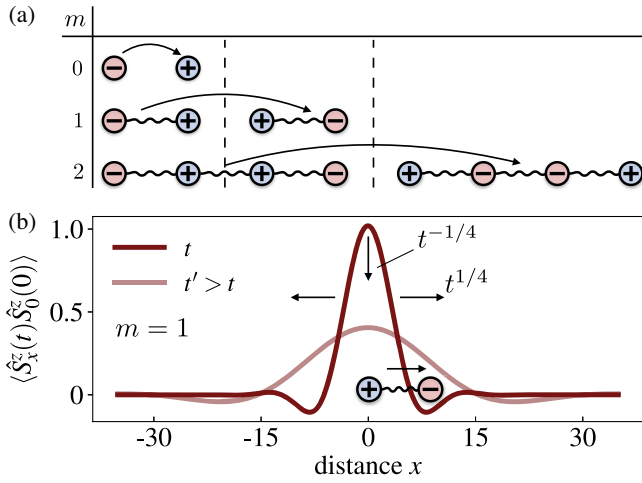 (a) m
0 − +
1 − + + −
2 − + + − + − − +
(b)
⟨Ŝ^z_x(t)Ŝ^z_0(0)⟩
1.0
0.5
0
t
t' > t
m = 1
t^{-1/4}
t^{1/4}
+ −
-30 -15 0 15 30
distance x